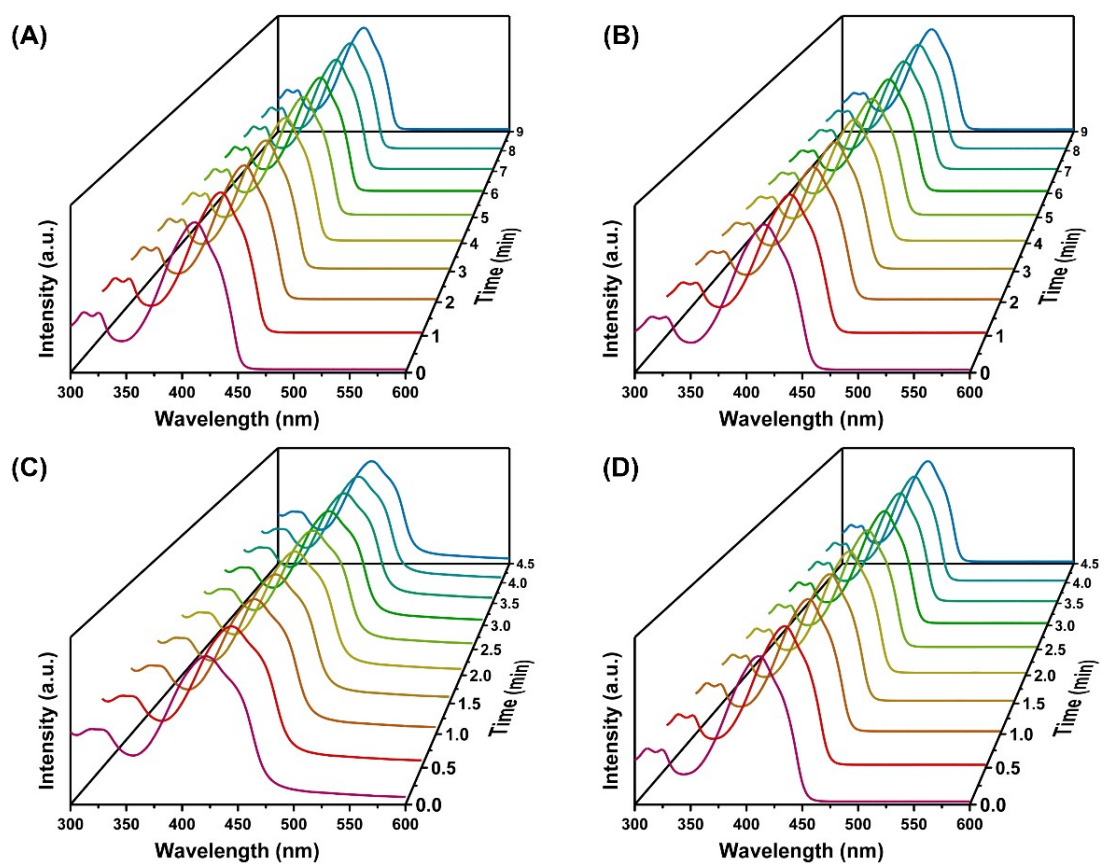 (A)
Intensity (a.u.)
300 350 400 450 500 550 600
Wavelength (nm)
0 1 2 3 4 5 6 7 8 9
Time (min)
(B)
Intensity (a.u.)
300 350 400 450 500 550 600
Wavelength (nm)
0 1 2 3 4 5 6 7 8 9
Time (min)
(C)
Intensity (a.u.)
300 350 400 450 500 550 600
Wavelength (nm)
0.0 0.5 1.0 1.5 2.0 2.5 3.0 3.5 4.0 4.5
Time (min)
(D)
Intensity (a.u.)
300 350 400 450 500 550 600
Wavelength (nm)
0.0 0.5 1.0 1.5 2.0 2.5 3.0 3.5 4.0 4.5
Time (min)